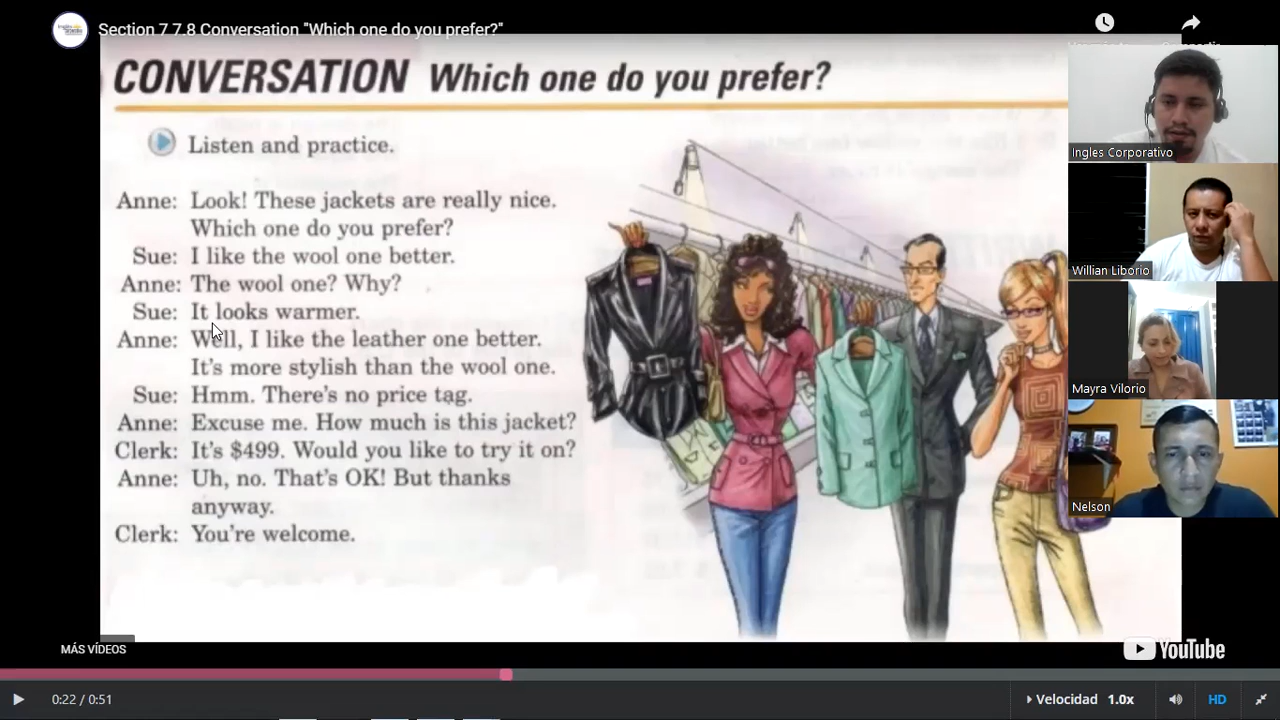 Section 7 7.8 Conversation "Which one do you prefer?"
CONVERSATION Which one do you prefer?
Listen and practice.
Anne: Look! These jackets are really nice.
Which one do you prefer?
Sue: I like the wool one better.
Anne: The wool one? Why?
Sue: It looks warmer.
Anne: Well, I like the leather one better.
It's more stylish than the wool one.
Sue: Hmm. There's no price tag.
Anne: Excuse me. How much is this jacket?
Clerk: It's $499. Would you like to try it on?
Anne: Uh, no. That's OK! But thanks
anyway.
Clerk: You're welcome.
Ingles Corporativo
Willian Liborio
Mayra Vilorio
Nelson
MÁS VÍDEOS
YouTube
0:22 / 0:51
Velocidad 1.0x
HD